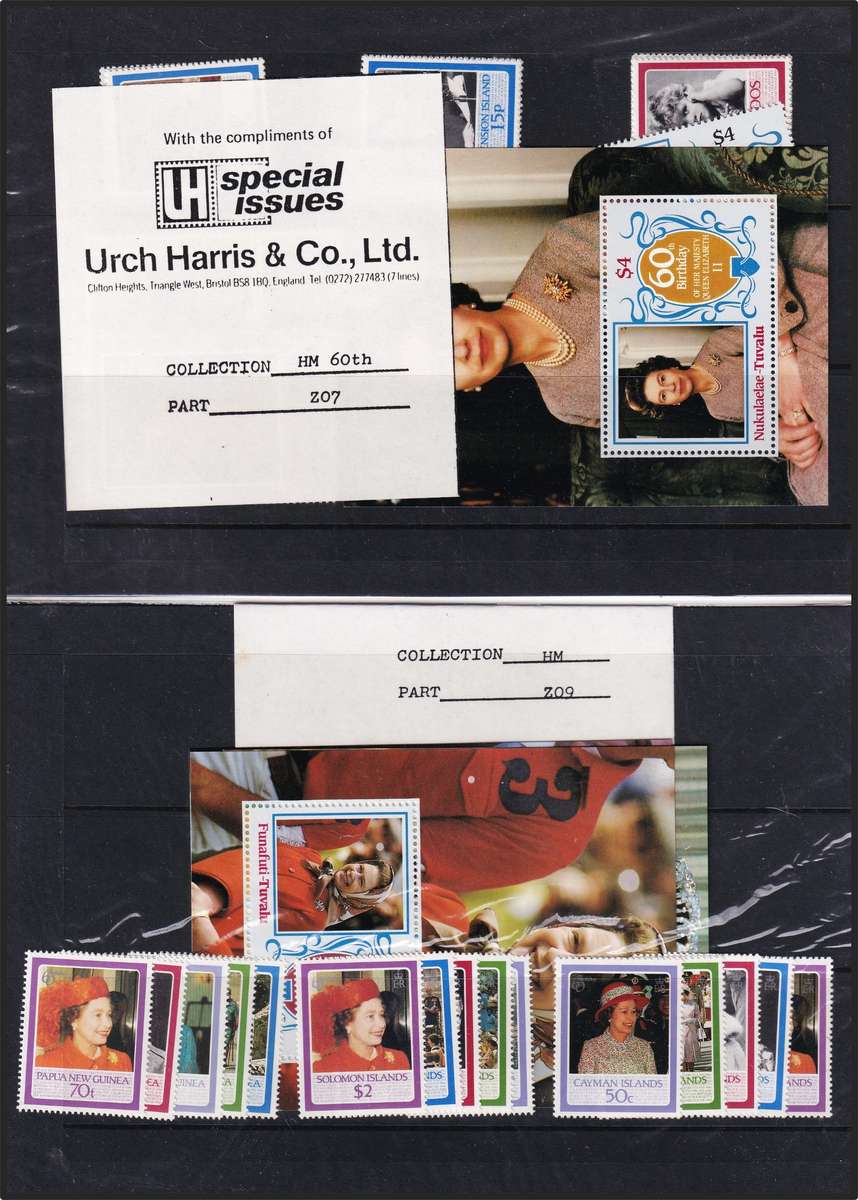 With the compliments of
UH special
issues
Urch Harris & Co., Ltd.
Clifton Heights, Triangle West, Bristol BS8 1BQ, England Tel. (0272) 277483 (7 lines)
COLLECTION HM 60th
PART Z07
15p
$4
$4
60th
Birthday
OF HER MAJESTY
QUEEN ELIZABETH
II
Nukulaelae-Tuvalu
COLLECTION HM
PART Z09
3
Funafuti-Tuvalu
PAPUA NEW GUINEA
70t
SOLOMON ISLANDS
$2
CAYMAN ISLANDS
50c